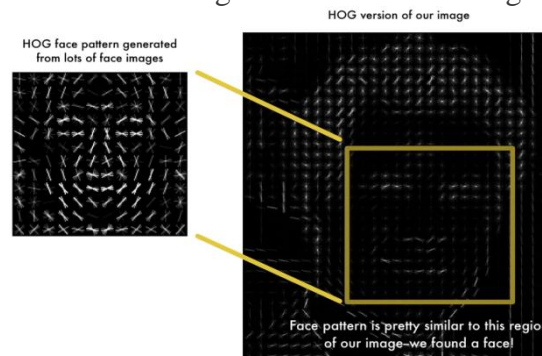 HOG version of our image
HOG face pattern generated
from lots of face images
Face pattern is pretty similar to this regio
of our image–we found a face!